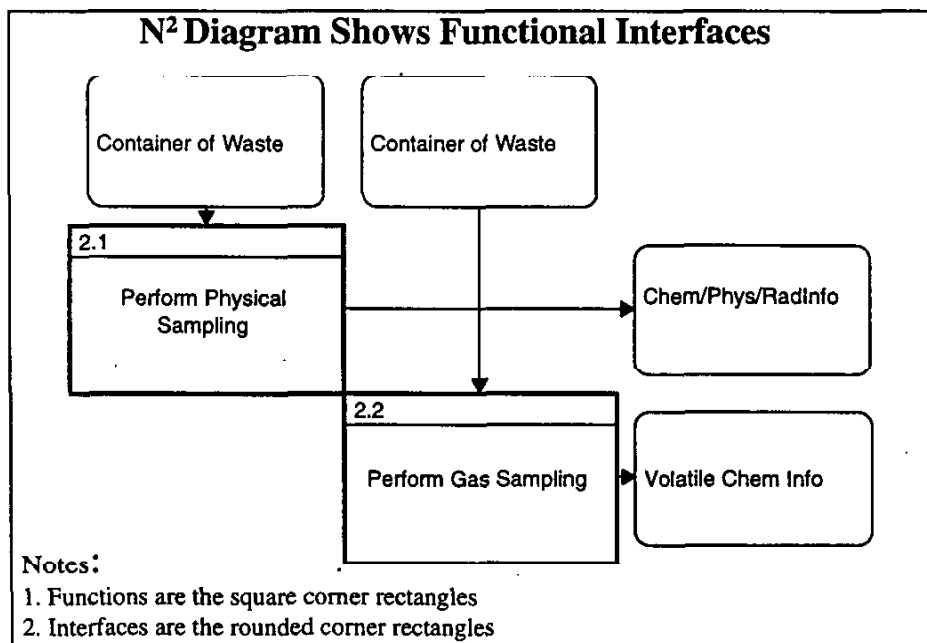 N² Diagram Shows Functional Interfaces
Container of Waste
Container of Waste
2.1
Perform Physical
Sampling
Chem/Phys/RadInfo
2.2
Perform Gas Sampling
Volatile Chem Info
Notes:
1. Functions are the square corner rectangles
2. Interfaces are the rounded corner rectangles